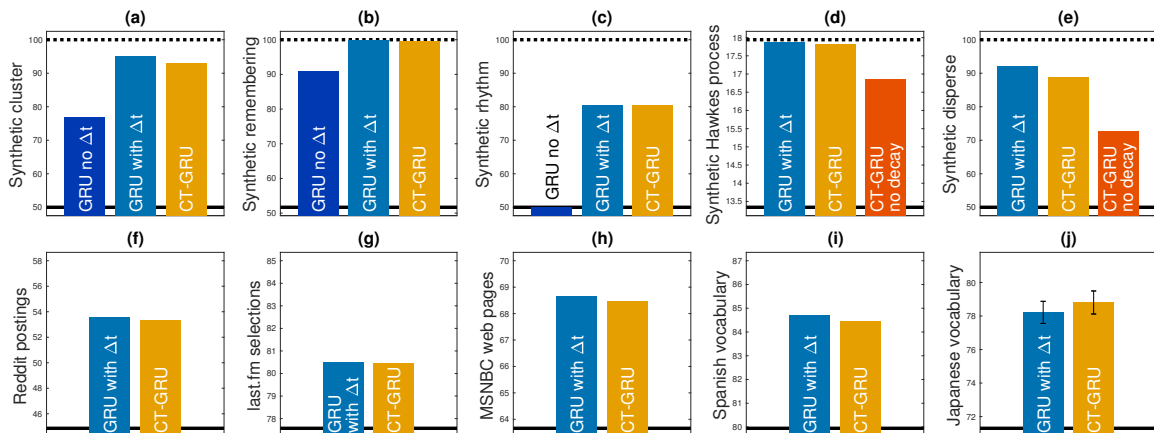 (a)
Synthetic cluster
100
90
80
70
60
50
GRU no Δt
GRU with Δt
CT-GRU
(b)
Synthetic remembering
100
90
80
70
60
50
GRU no Δt
GRU with Δt
CT-GRU
(c)
Synthetic rhythm
100
90
80
70
60
50
GRU no Δt
GRU with Δt
CT-GRU
(d)
Synthetic Hawkes process
18
17.5
17
16.5
16
15.5
15
14.5
14
13.5
GRU with Δt
CT-GRU
CT-GRU
no decay
(e)
Synthetic disperse
100
90
80
70
60
50
GRU with Δt
CT-GRU
CT-GRU
no decay
(f)
Reddit postings
58
56
54
52
50
48
46
GRU with Δt
CT-GRU
(g)
last.fm selections
85
84
83
82
81
80
79
78
GRU
with Δt
CT-GRU
(h)
MSNBC web pages
70
69
68
67
66
65
64
GRU with Δt
CT-GRU
(i)
Spanish vocabulary
87
86
85
84
83
82
81
80
GRU with Δt
CT-GRU
(j)
Japanese vocabulary
80
78
76
74
72
GRU with Δt
CT-GRU